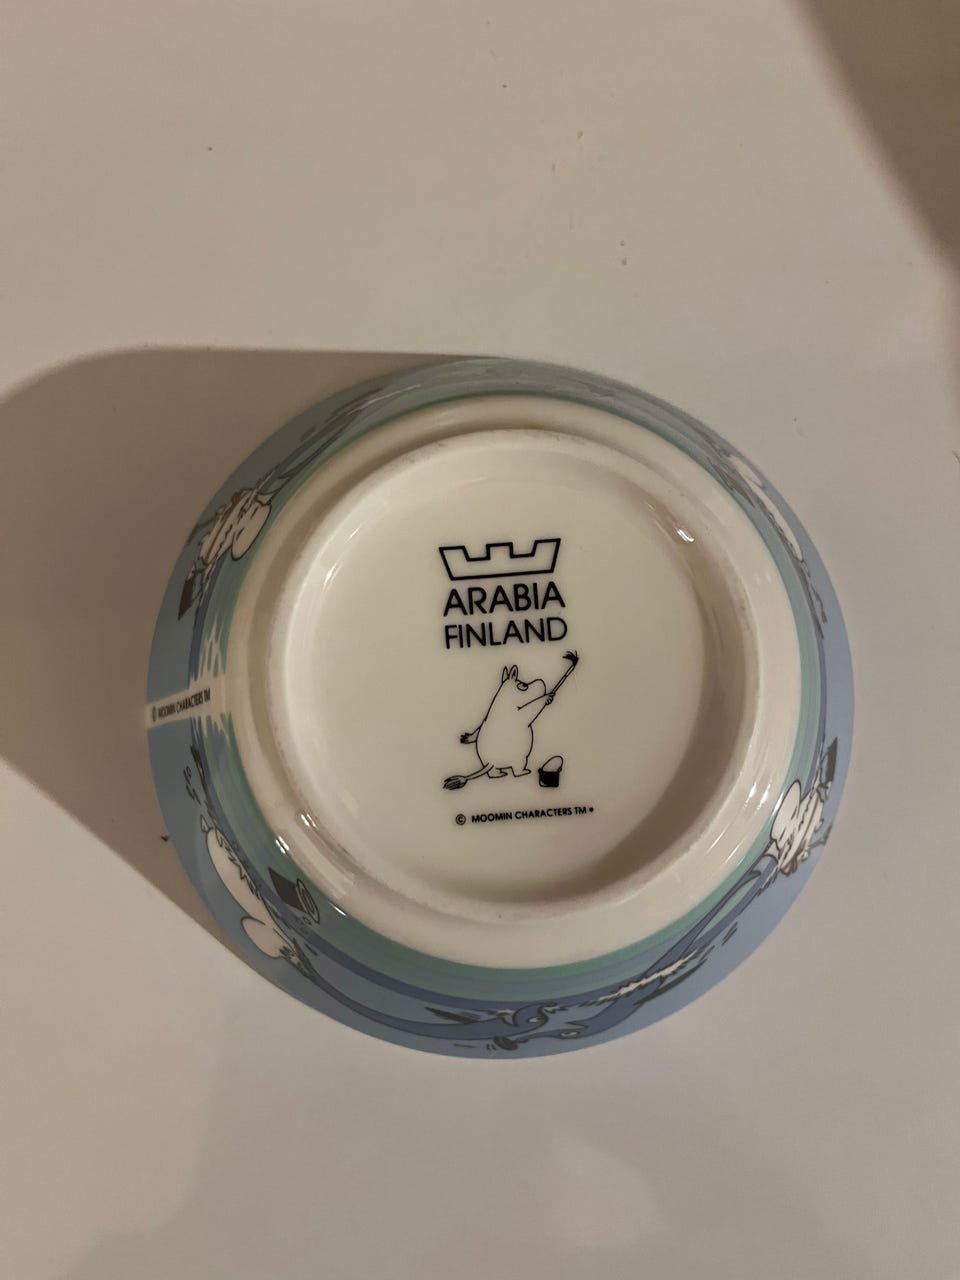 ARABIA
FINLAND
© MOOMIN CHARACTERS TM •
© MOOMIN CHARACTERS TM